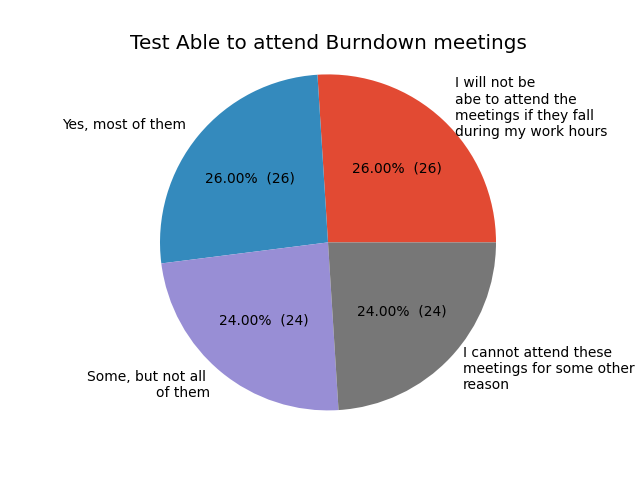 Test Able to attend Burndown meetings
I will not be
abe to attend the
meetings if they fall
during my work hours
Yes, most of them
26.00%  (26)
26.00%  (26)
24.00%  (24)
24.00%  (24)
Some, but not all
of them
I cannot attend these
meetings for some other
reason